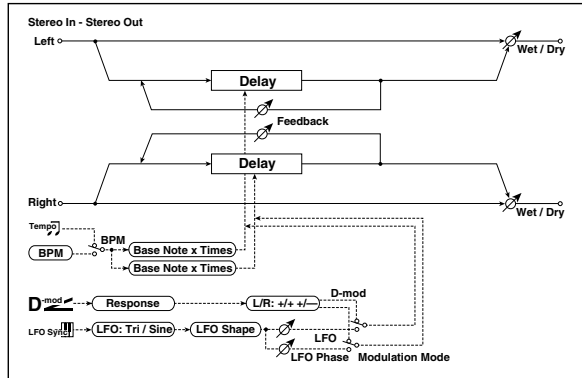 Stereo In - Stereo Out
Left
Wet / Dry
Delay
Feedback
Delay
Right
Wet / Dry
Tempo
BPM
BPM
Base Note x Times
Base Note x Times
D-mod
D-mod
Response
L/R: +/+ +/—
LFO Sync
LFO: Tri / Sine
LFO Shape
LFO
LFO Phase
Modulation Mode